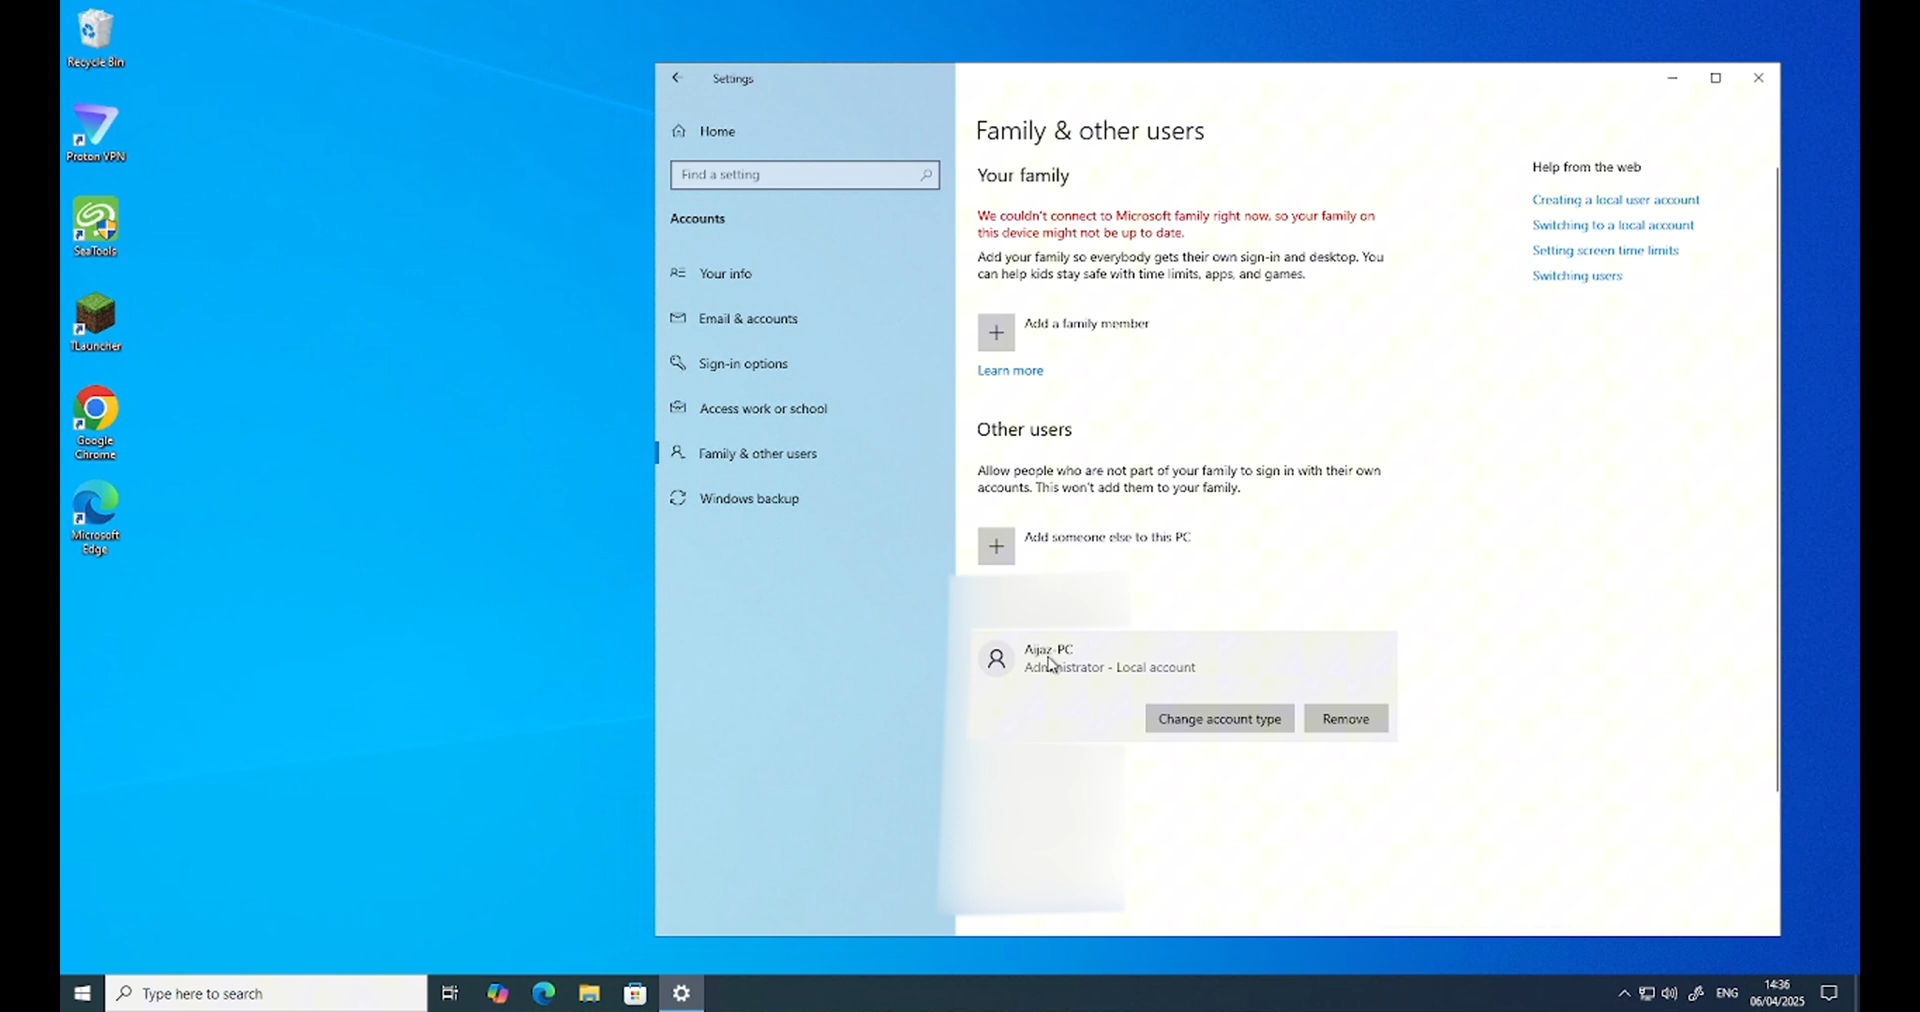 Recycle Bin
Proton VPN
SeaTools
TLauncher
Google
Chrome
Microsoft
Edge
Settings
Home
Find a setting
Accounts
Your info
Email & accounts
Sign-in options
Access work or school
Family & other users
Windows backup
Family & other users
Your family
We couldn't connect to Microsoft family right now, so your family on
this device might not be up to date.
Add your family so everybody gets their own sign-in and desktop. You
can help kids stay safe with time limits, apps, and games.
Add a family member
Learn more
Other users
Allow people who are not part of your family to sign in with their own
accounts. This won't add them to your family.
Add someone else to this PC
Aijaz-PC
Administrator - Local account
Change account type
Remove
Help from the web
Creating a local user account
Switching to a local account
Setting screen time limits
Switching users
Type here to search
ENG
14:36
06/04/2025